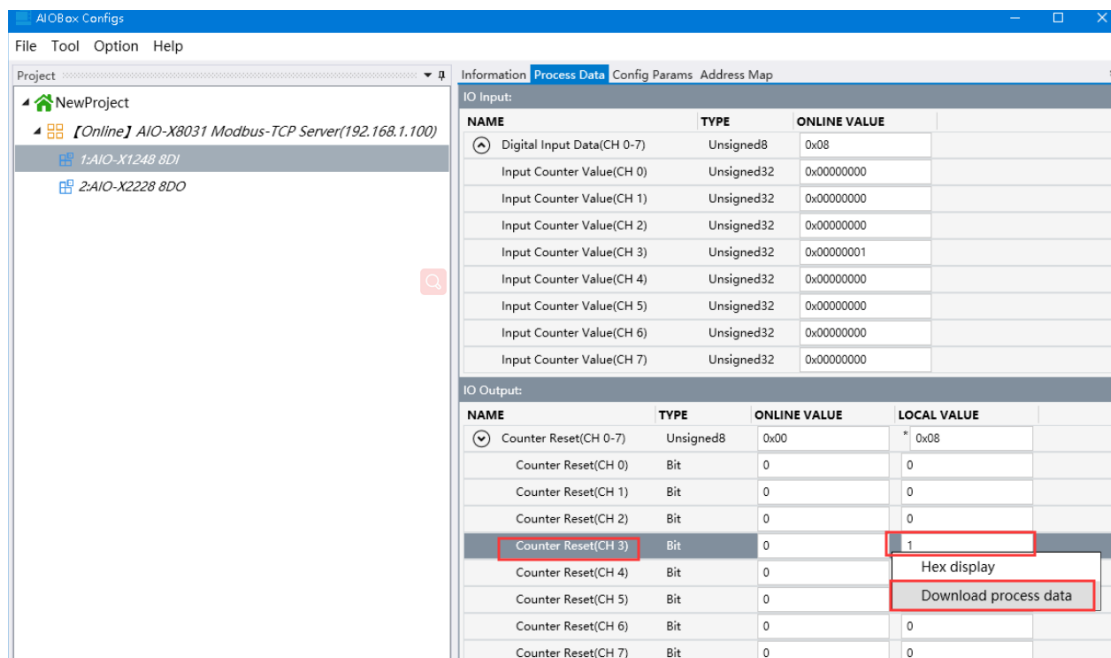 AIOBox Configs
File Tool Option Help
Project
NewProject
【Online】AIO-X8031 Modbus-TCP Server(192.168.1.100)
1:AIO-X1248 8DI
2:AIO-X2228 8DO
Information Process Data Config Params Address Map
IO Input:
NAME TYPE ONLINE VALUE
Digital Input Data(CH 0-7) Unsigned8 0x08
Input Counter Value(CH 0) Unsigned32 0x00000000
Input Counter Value(CH 1) Unsigned32 0x00000000
Input Counter Value(CH 2) Unsigned32 0x00000000
Input Counter Value(CH 3) Unsigned32 0x00000001
Input Counter Value(CH 4) Unsigned32 0x00000000
Input Counter Value(CH 5) Unsigned32 0x00000000
Input Counter Value(CH 6) Unsigned32 0x00000000
Input Counter Value(CH 7) Unsigned32 0x00000000
IO Output:
NAME TYPE ONLINE VALUE LOCAL VALUE
Counter Reset(CH 0-7) Unsigned8 0x00 * 0x08
Counter Reset(CH 0) Bit 0 0
Counter Reset(CH 1) Bit 0 0
Counter Reset(CH 2) Bit 0 0
Counter Reset(CH 3) Bit 0 1
Counter Reset(CH 4) Bit 0
Hex display
Counter Reset(CH 5) Bit 0
Download process data
Counter Reset(CH 6) Bit 0 0
Counter Reset(CH 7) Bit 0 0